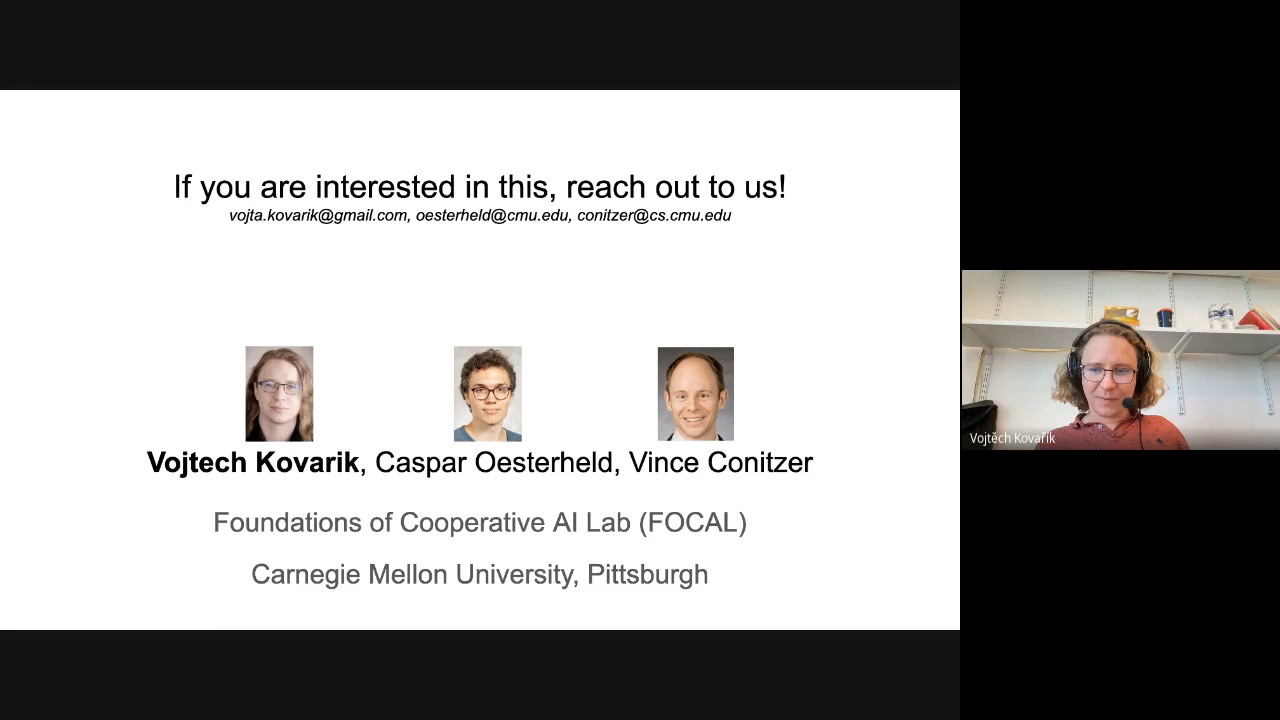 If you are interested in this, reach out to us!
vojta.kovarik@gmail.com, oesterheld@cmu.edu, conitzer@cs.cmu.edu
Vojtech Kovarik, Caspar Oesterheld, Vince Conitzer
Foundations of Cooperative AI Lab (FOCAL)
Carnegie Mellon University, Pittsburgh
Vojtěch Kovařík